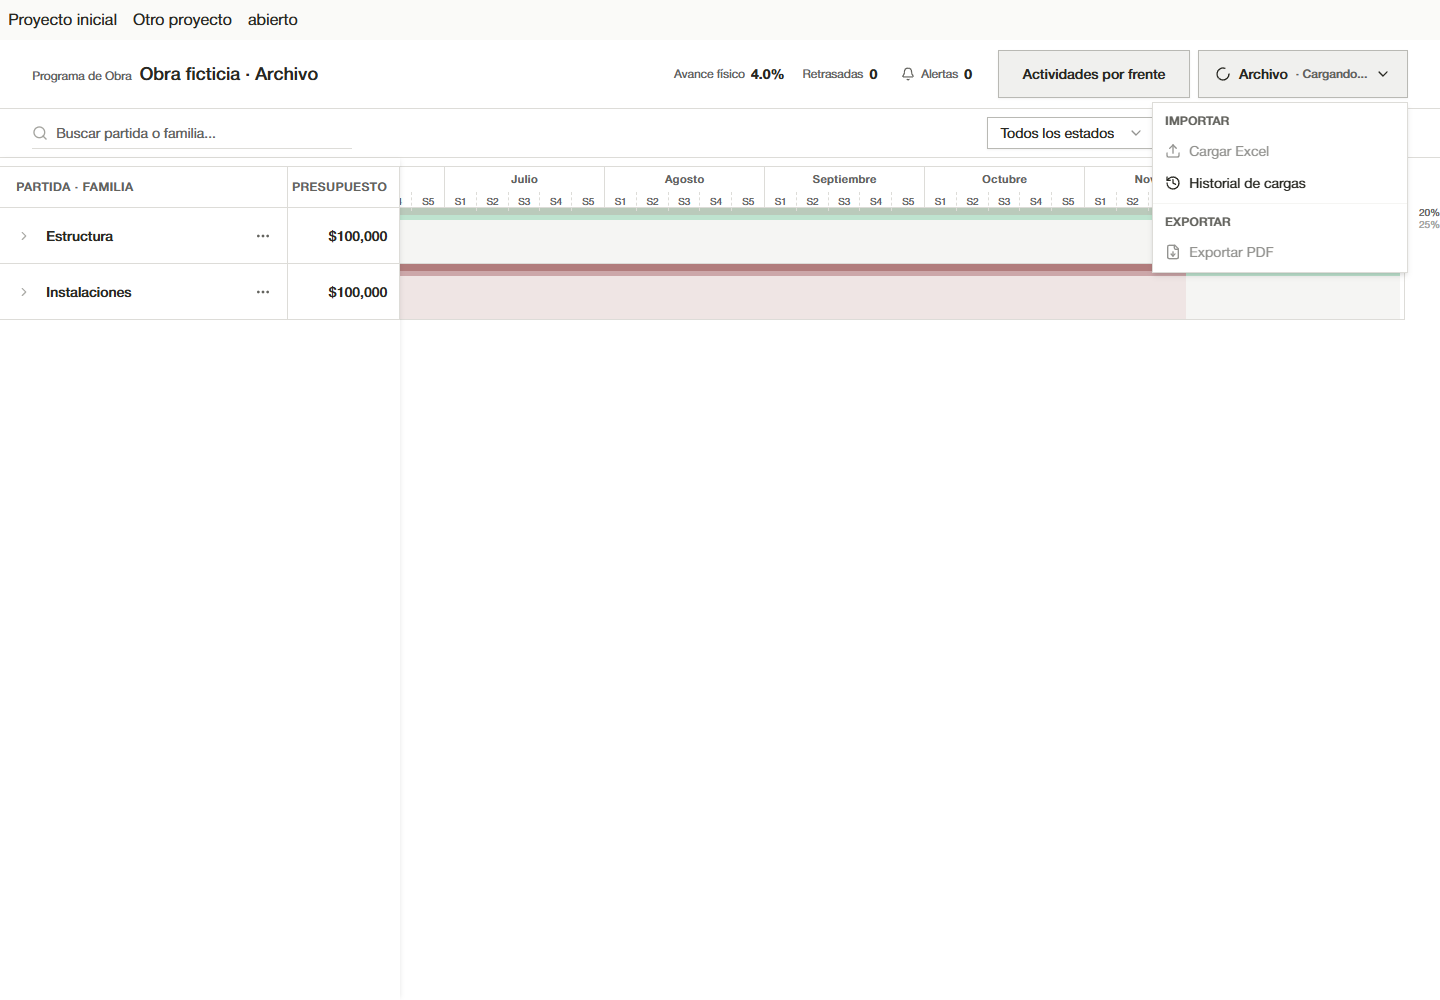 Proyecto inicial Otro proyecto abierto
Programa de Obra Obra ficticia · Archivo
Avance físico 4.0% Retrasadas 0 Alertas 0
Actividades por frente
Archivo · Cargando...
Buscar partida o familia...
Todos los estados
IMPORTAR
Cargar Excel
Historial de cargas
EXPORTAR
Exportar PDF
PARTIDA · FAMILIA PRESUPUESTO
Julio Agosto Septiembre Octubre
S5 S1 S2 S3 S4 S5 S1 S2 S3 S4 S5 S1 S2 S3 S4 S5 S1 S2 S3 S4 S5 S1 S2
Estructura $100,000
20%
25%
Instalaciones $100,000